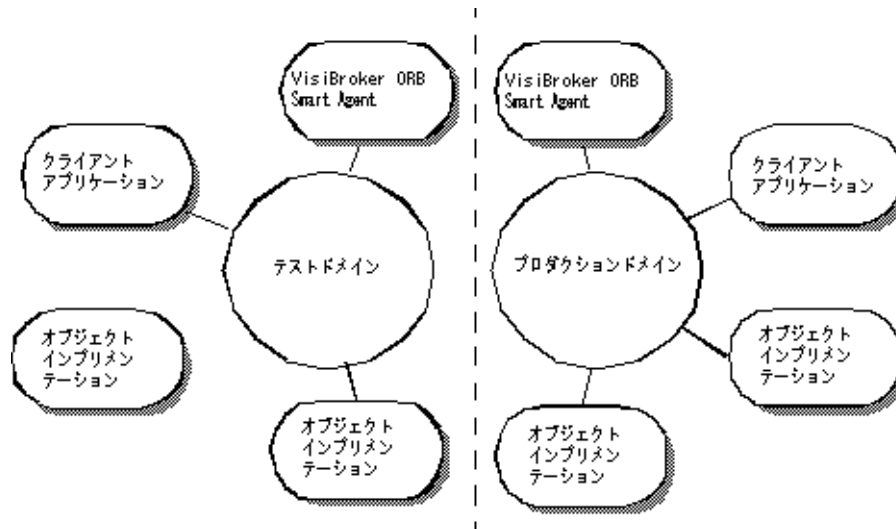 VisiBroker ORB
Smart Agent
クライアント
アプリケーション
テストドメイン
オブジェクト
インプリメン
テーション
オブジェクト
インプリメン
テーション
VisiBroker ORB
Smart Agent
クライアント
アプリケーション
プロダクションドメイン
オブジェクト
インプリメン
テーション
オブジェクト
インプリメン
テーション